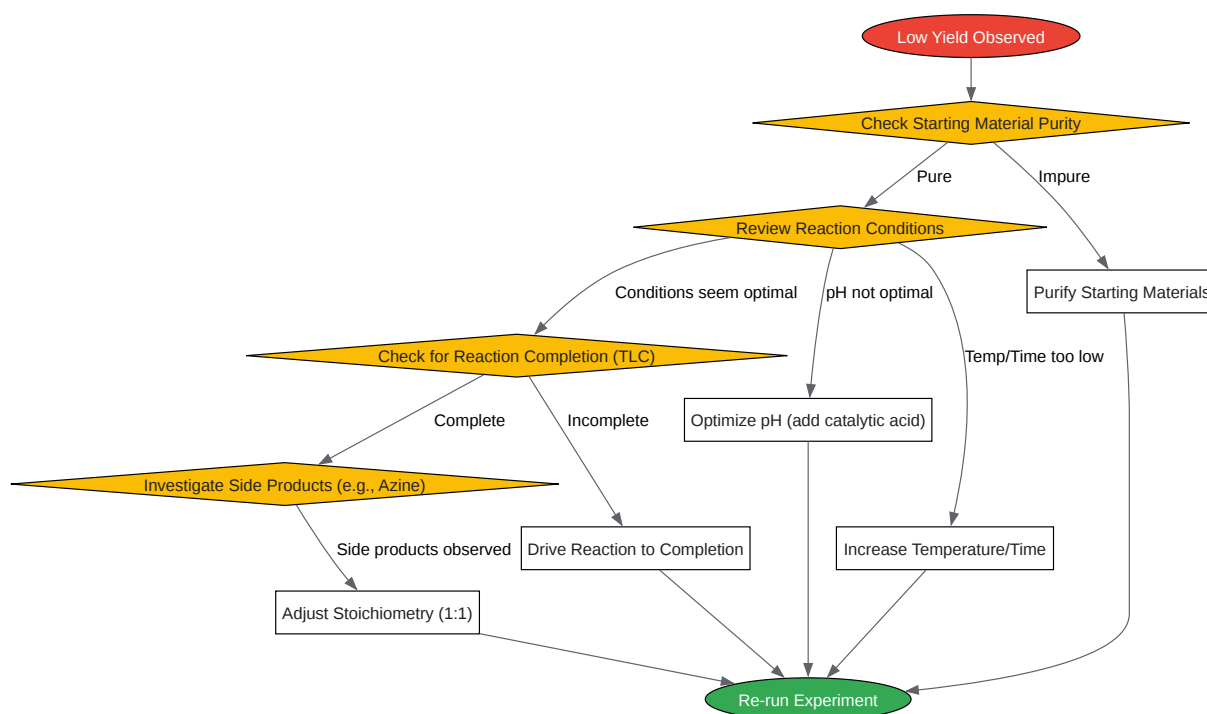 Low Yield Observed
Check Starting Material Purity
Pure
Impure
Review Reaction Conditions
Purify Starting Materials
Conditions seem optimal
pH not optimal
Temp/Time too low
Check for Reaction Completion (TLC)
Complete
Incomplete
Optimize pH (add catalytic acid)
Investigate Side Products (e.g., Azine)
Side products observed
Drive Reaction to Completion
Increase Temperature/Time
Adjust Stoichiometry (1:1)
Re-run Experiment